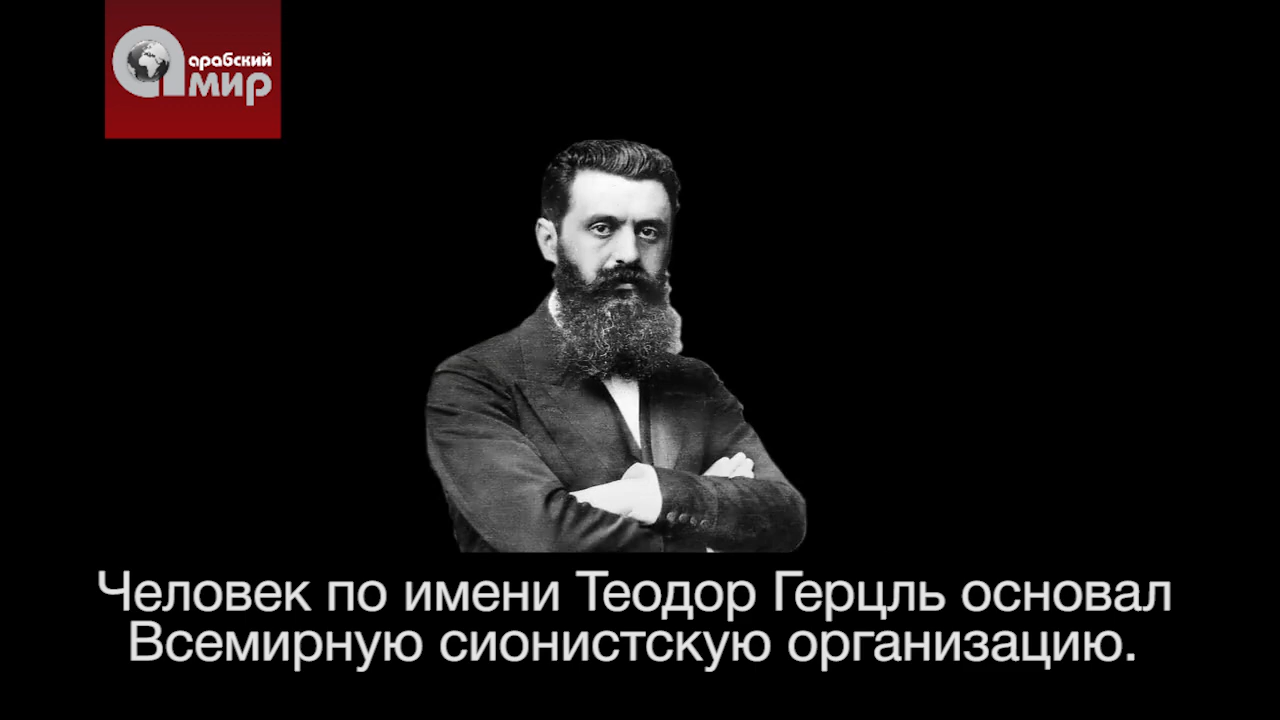 арабский
мир
Человек по имени Теодор Герцль основал
Всемирную сионистскую организацию.